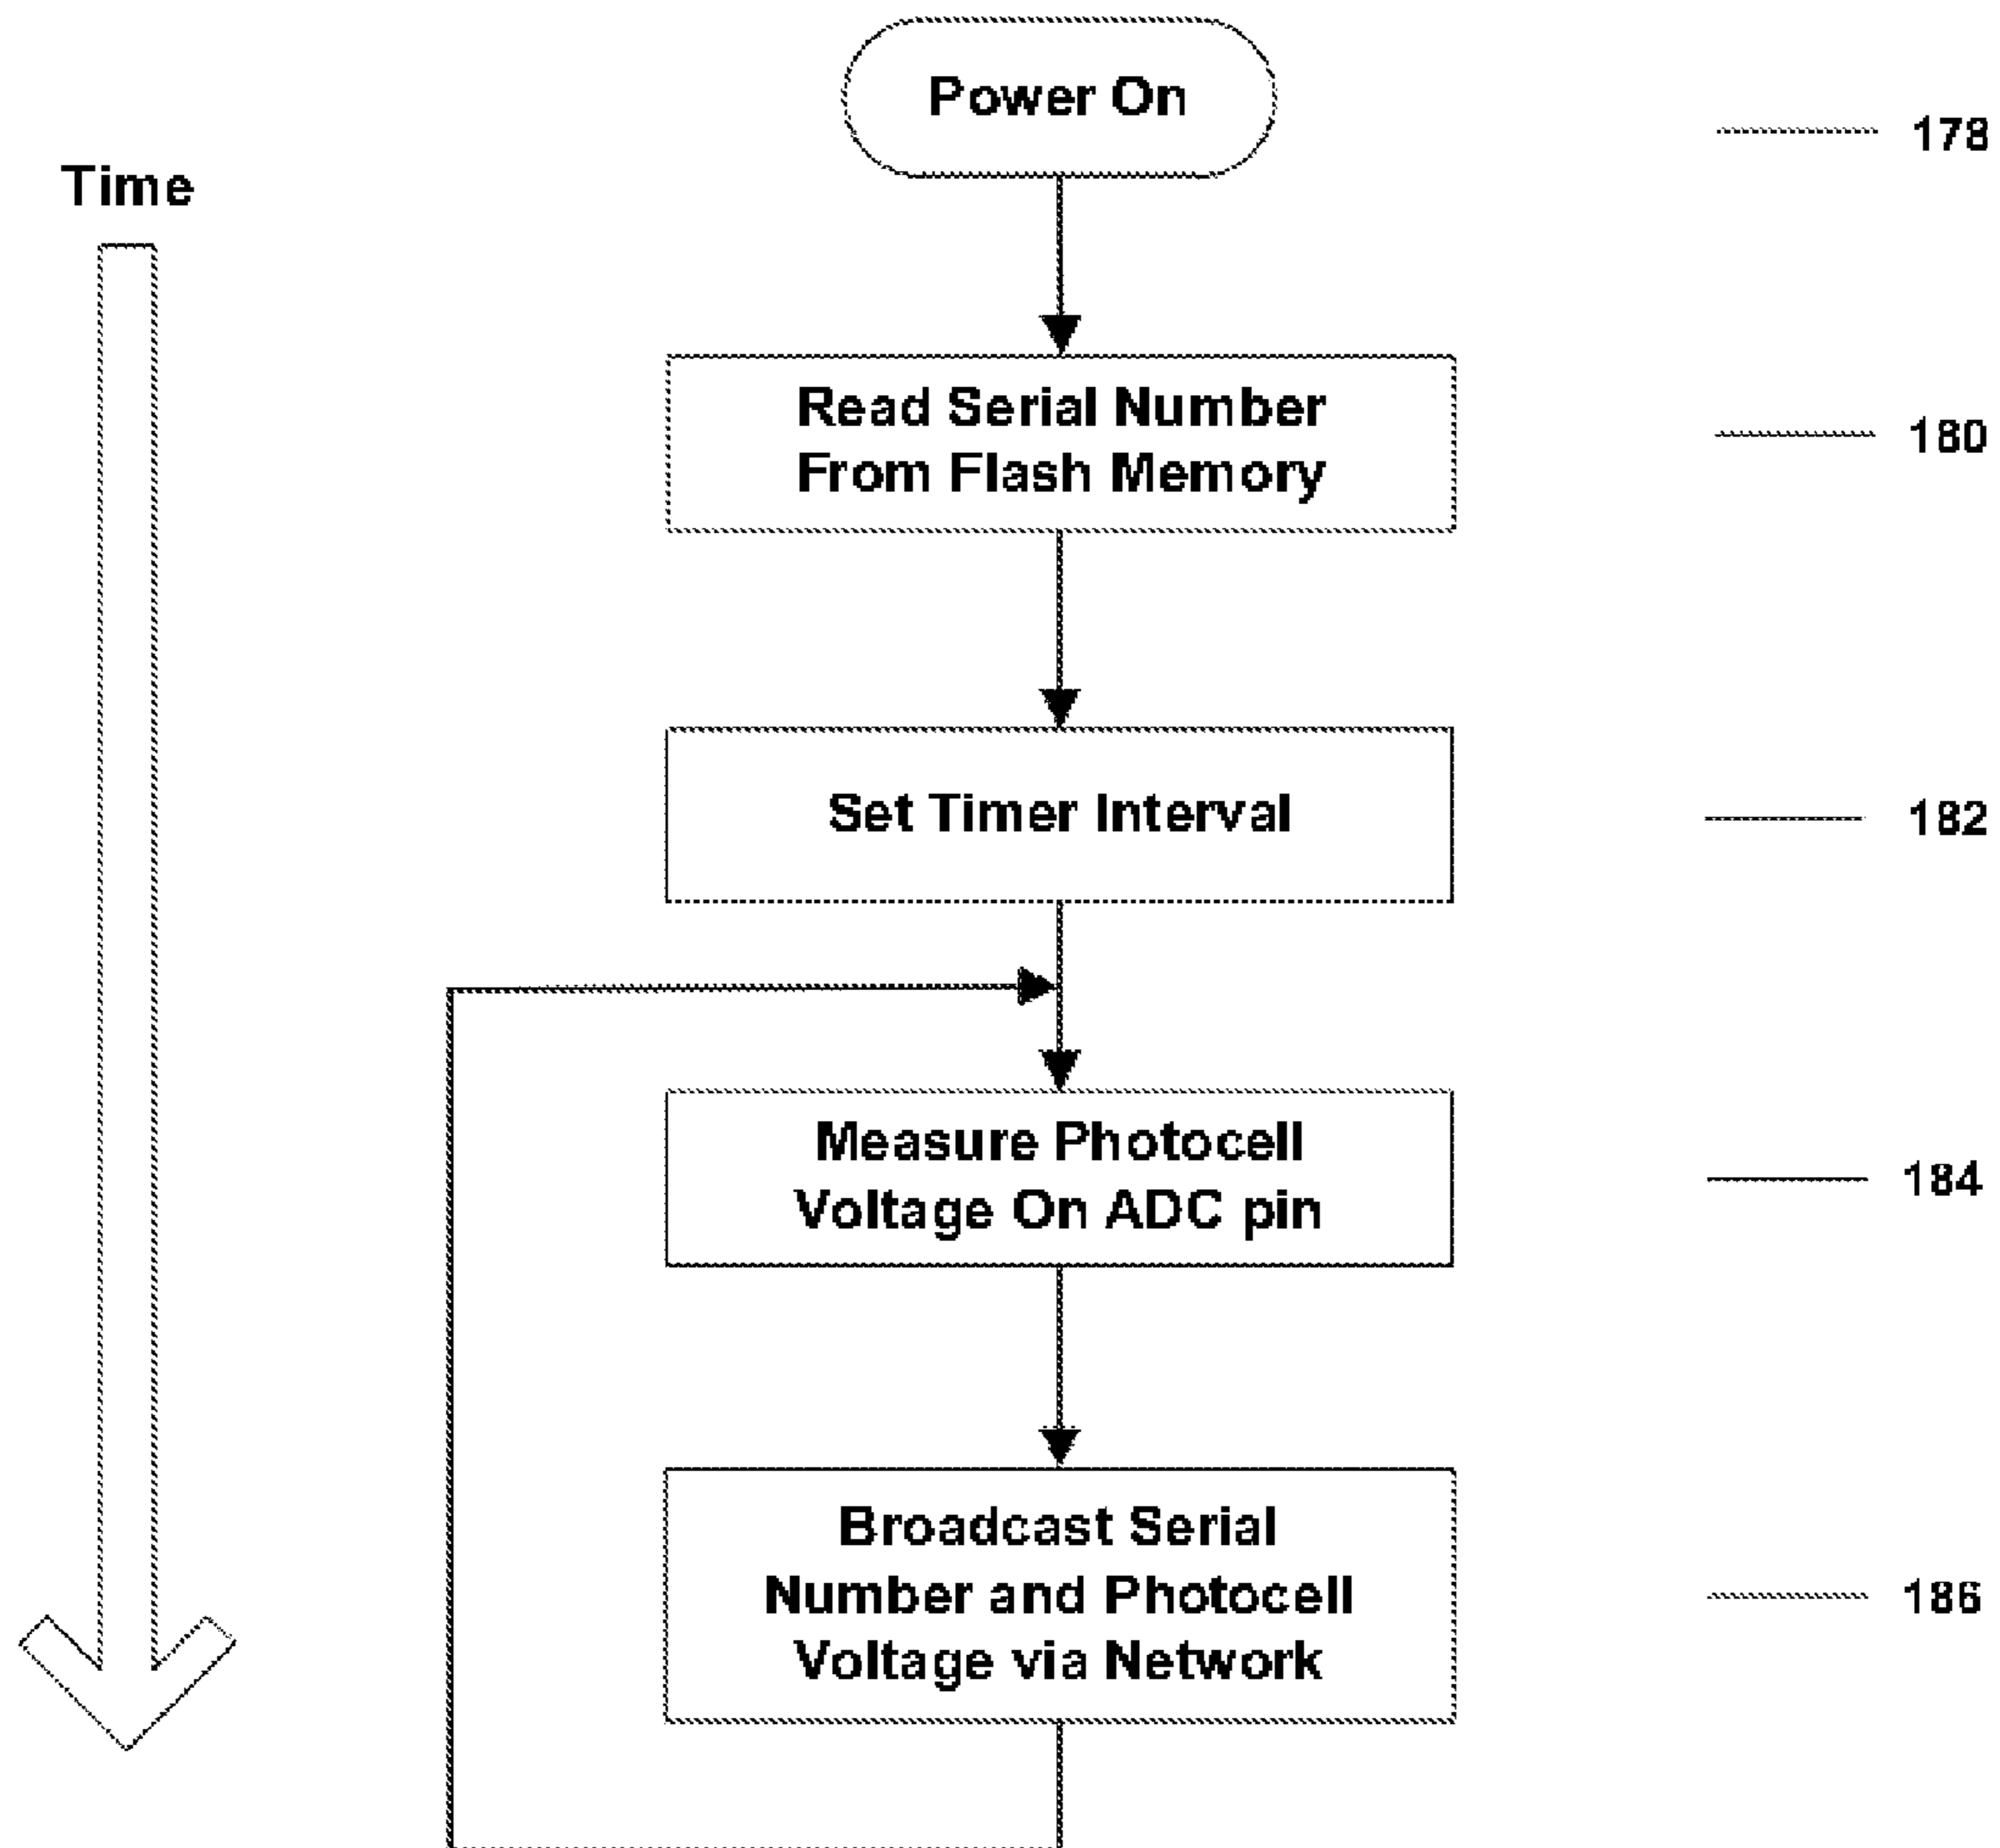 Power On
178
Time
Read Serial Number
From Flash Memory
180
Set Timer Interval
182
Measure Photocell
Voltage On ADC pin
184
Broadcast Serial
Number and Photocell
Voltage via Network
186